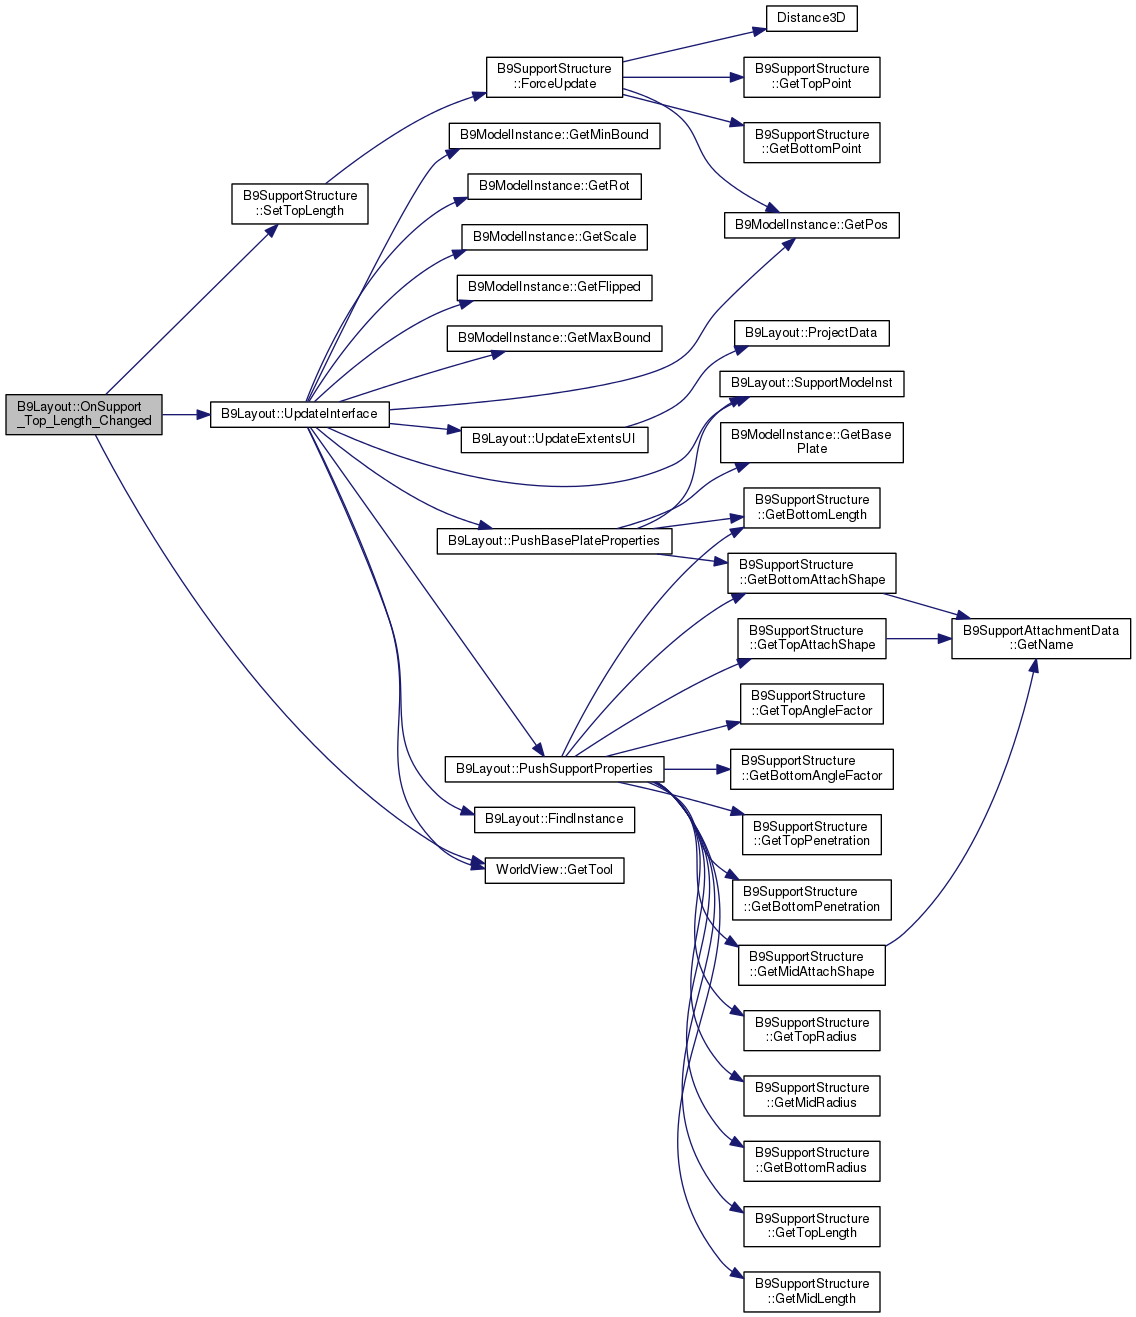 Distance3D
B9SupportStructure
::ForceUpdate
B9SupportStructure
::GetTopPoint
B9ModelInstance::GetMinBound
B9SupportStructure
::GetBottomPoint
B9ModelInstance::GetRot
B9SupportStructure
::SetTopLength
B9ModelInstance::GetPos
B9ModelInstance::GetScale
B9ModelInstance::GetFlipped
B9ModelInstance::GetMaxBound
B9Layout::ProjectData
B9Layout::SupportModeInst
B9Layout::OnSupport
_Top_Length_Changed
B9Layout::UpdateInterface
B9Layout::UpdateExtentsUI
B9ModelInstance::GetBase
Plate
B9SupportStructure
::GetBottomLength
B9Layout::PushBasePlateProperties
B9SupportStructure
::GetBottomAttachShape
B9SupportStructure
::GetTopAttachShape
B9SupportAttachmentData
::GetName
B9SupportStructure
::GetTopAngleFactor
B9Layout::PushSupportProperties
B9SupportStructure
::GetBottomAngleFactor
B9Layout::FindInstance
B9SupportStructure
::GetTopPenetration
WorldView::GetTool
B9SupportStructure
::GetBottomPenetration
B9SupportStructure
::GetMidAttachShape
B9SupportStructure
::GetTopRadius
B9SupportStructure
::GetMidRadius
B9SupportStructure
::GetBottomRadius
B9SupportStructure
::GetTopLength
B9SupportStructure
::GetMidLength